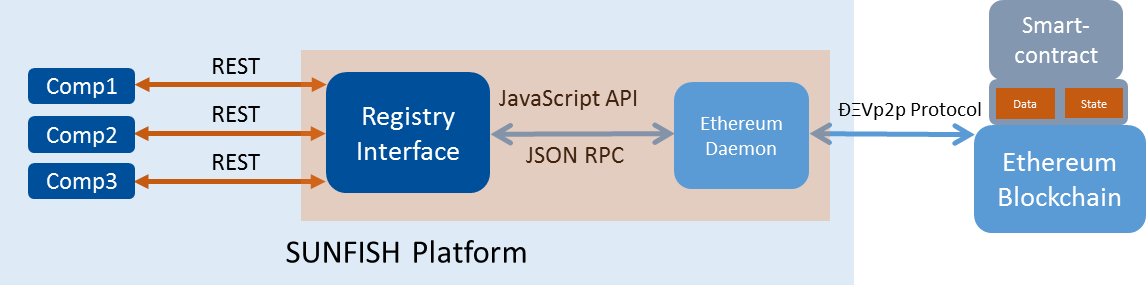 Comp1
Comp2
Comp3
REST
REST
REST
Registry
Interface
JavaScript API
JSON RPC
Ethereum
Daemon
ÐΞVp2p Protocol
Smart-
contract
Data
State
Ethereum
Blockchain
SUNFISH Platform